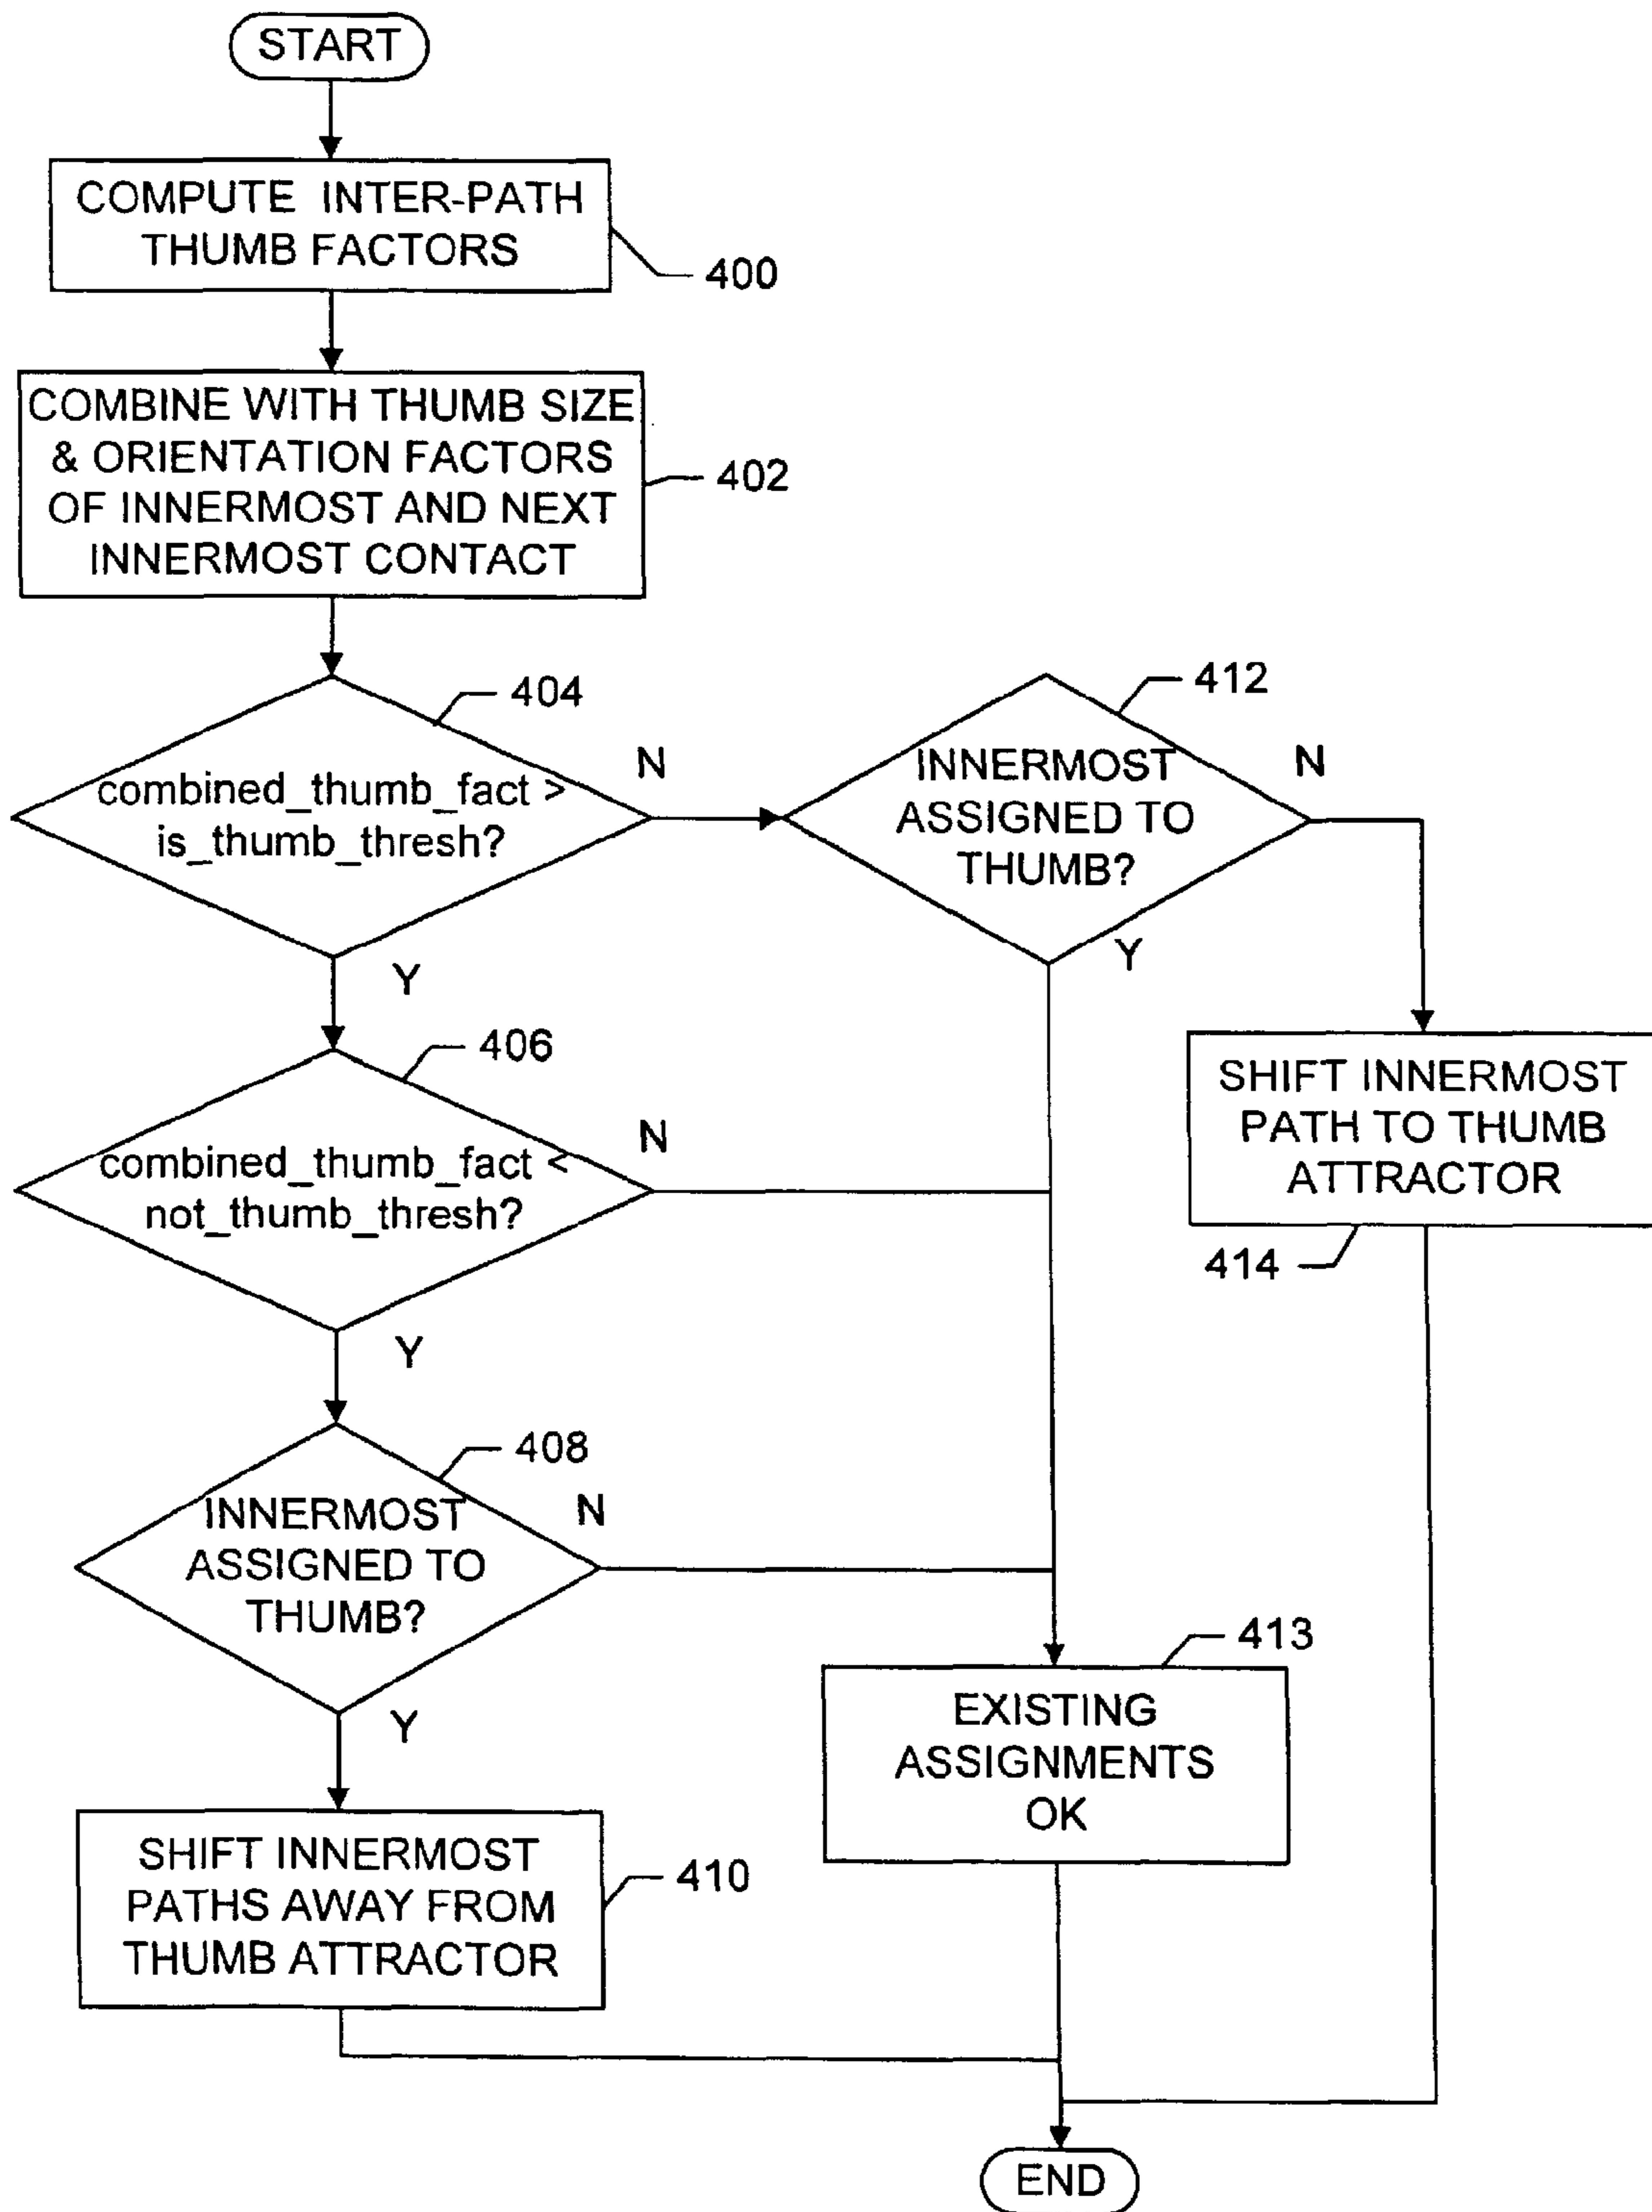 START
COMPUTE INTER-PATH
THUMB FACTORS
400
COMBINE WITH THUMB SIZE
& ORIENTATION FACTORS
OF INNERMOST AND NEXT
INNERMOST CONTACT
402
404
combined_thumb_fact >
is_thumb_thresh?
N
Y
412
INNERMOST
ASSIGNED TO
THUMB?
N
Y
406
combined_thumb_fact <
not_thumb_thresh?
N
Y
SHIFT INNERMOST
PATH TO THUMB
ATTRACTOR
414
408
INNERMOST
ASSIGNED TO
THUMB?
N
Y
413
EXISTING
ASSIGNMENTS
OK
SHIFT INNERMOST
PATHS AWAY FROM
THUMB ATTRACTOR
410
END